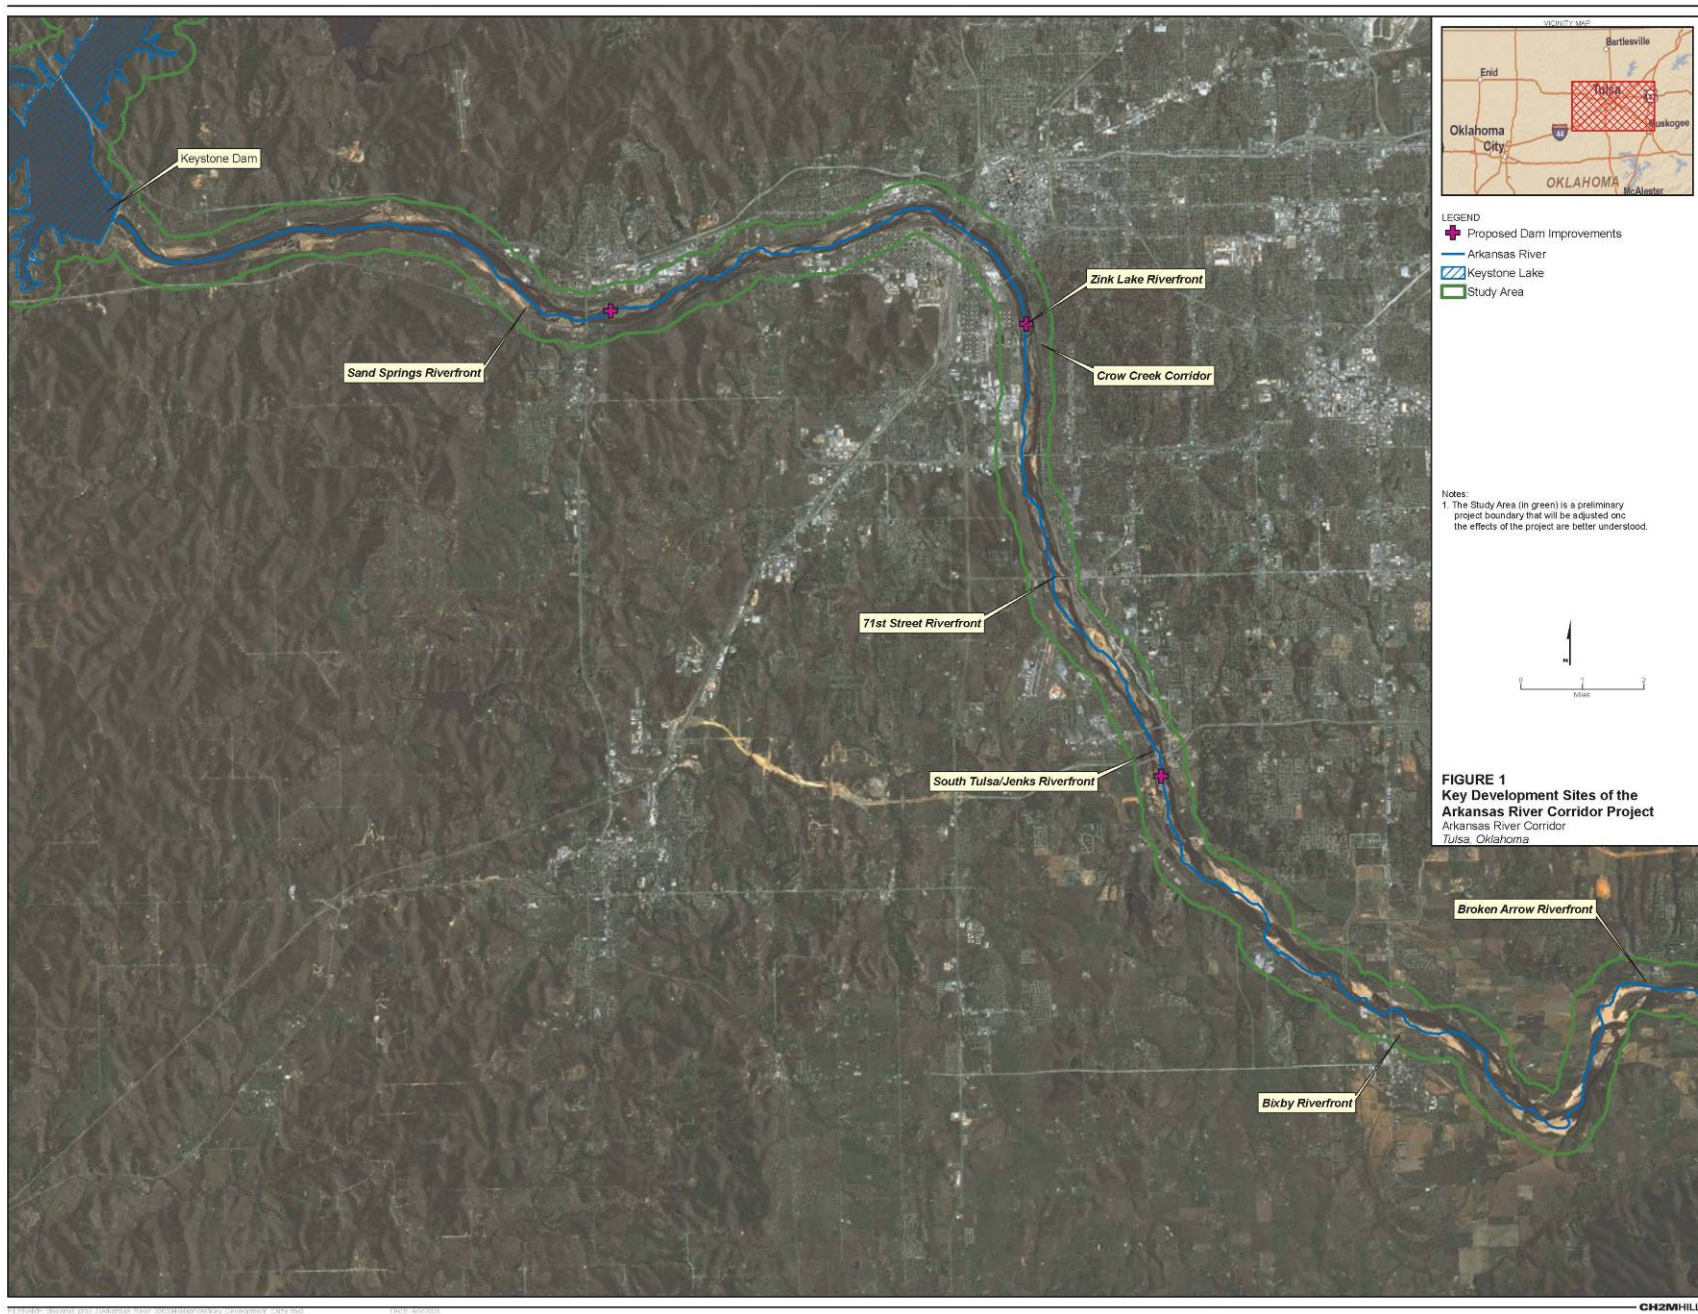 VICINITY MAP
Bartlesville
Enid
Tulsa
Muskogee
Oklahoma
City
44
OKLAHOMA
McAlester
LEGEND
Proposed Dam Improvements
Arkansas River
Keystone Lake
Study Area
Keystone Dam
Zink Lake Riverfront
Sand Springs Riverfront
Crow Creek Corridor
Notes:
1. The Study Area (in green) is a preliminary
project boundary that will be adjusted onc
the effects of the project are better understood.
71st Street Riverfront
N
0 1 2
Miles
South Tulsa/Jenks Riverfront
FIGURE 1
Key Development Sites of the
Arkansas River Corridor Project
Arkansas River Corridor
Tulsa, Oklahoma
Broken Arrow Riverfront
Bixby Riverfront
CH2MHILL